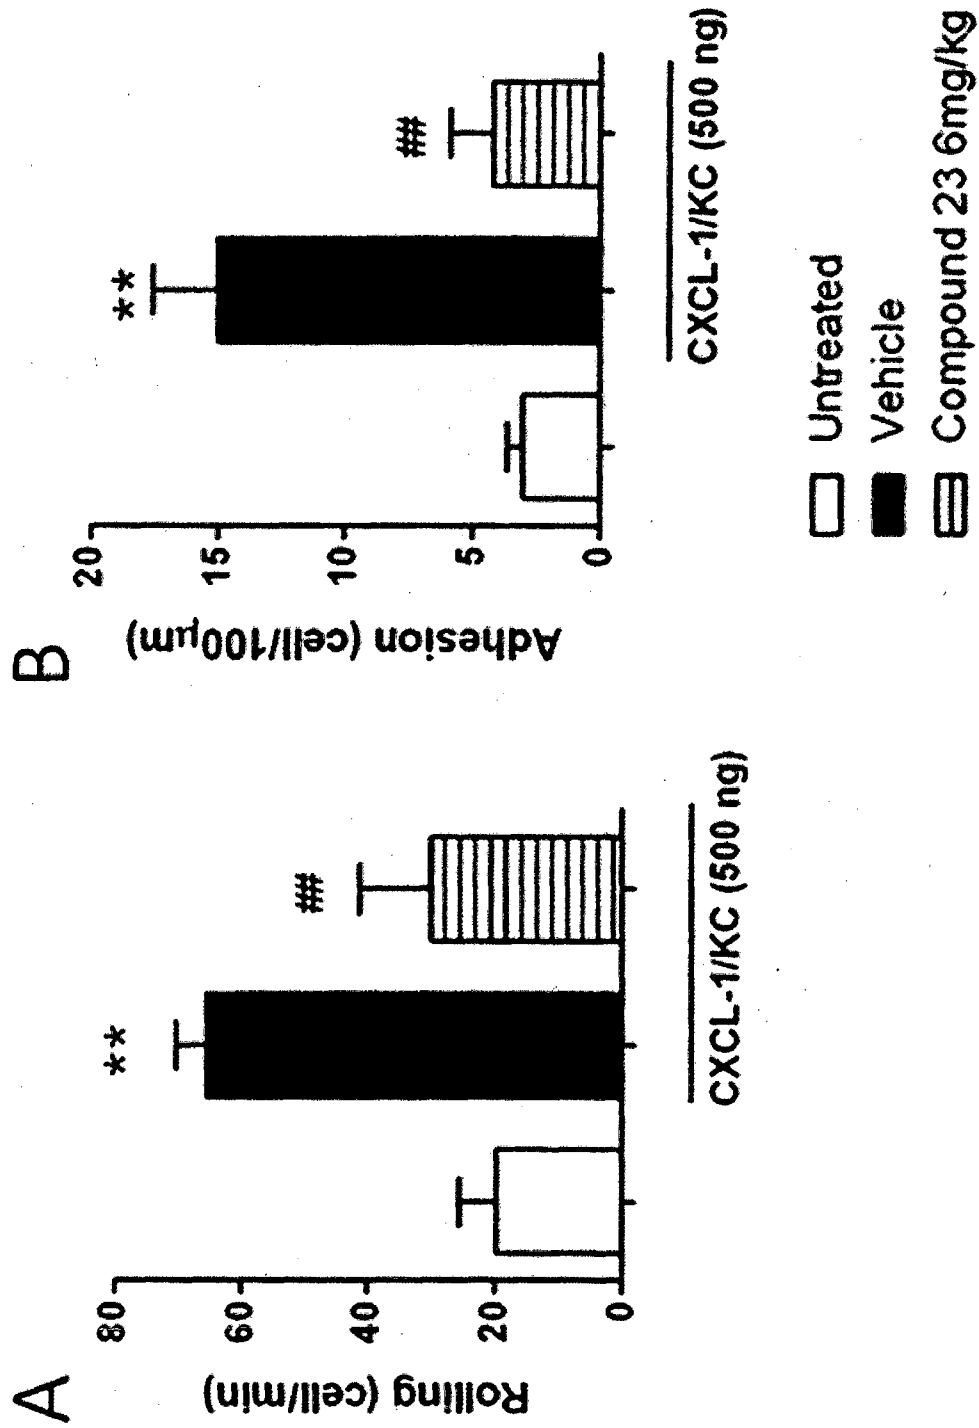 A
Rolling (cell/min)
80
60
40
20
0
**
##
CXCL-1/KC (500 ng)
B
Adhesion (cell/100µm)
20
15
10
5
0
**
##
CXCL-1/KC (500 ng)
Untreated
Vehicle
Compound 23 6mg/kg